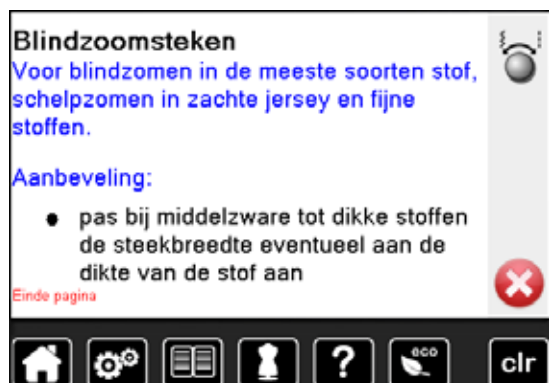 Blindzoomsteken
Voor blindzomen in de meeste soorten stof,
schelpzomen in zachte jersey en fijne
stoffen.
Aanbeveling:
● pas bij middelzware tot dikke stoffen
de steekbreedte eventueel aan de
dikte van de stof aan
Einde pagina
? eco clr